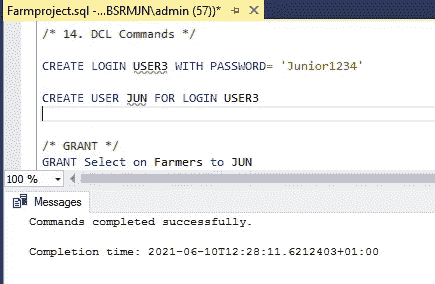 Farmproject.sql -...BSRMJN\admin (57))*
/* 14. DCL Commands */
CREATE LOGIN USER3 WITH PASSWORD= 'Junior1234'
CREATE USER JUN FOR LOGIN USER3
/* GRANT */
GRANT Select on Farmers to JUN
100 %
Messages
Commands completed successfully.
Completion time: 2021-06-10T12:28:11.6212403+01:00